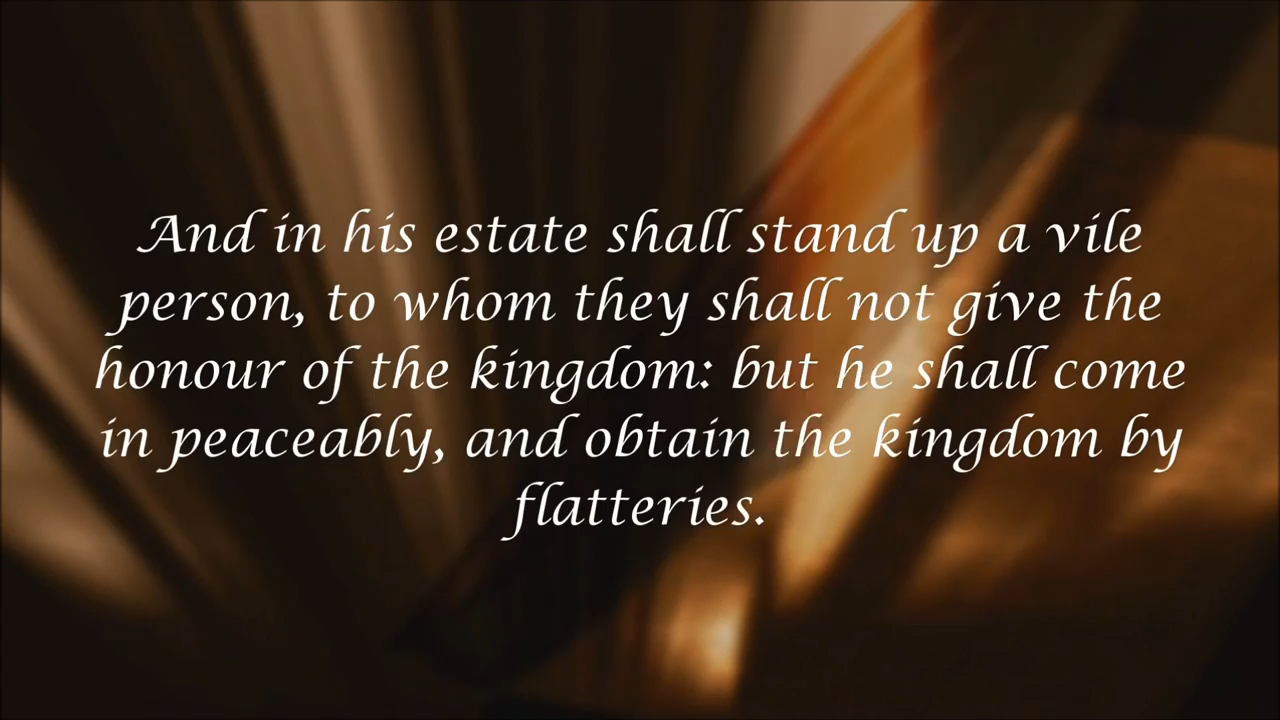 And in his estate shall stand up a vile
person, to whom they shall not give the
honour of the kingdom: but he shall come
in peaceably, and obtain the kingdom by
flatteries.